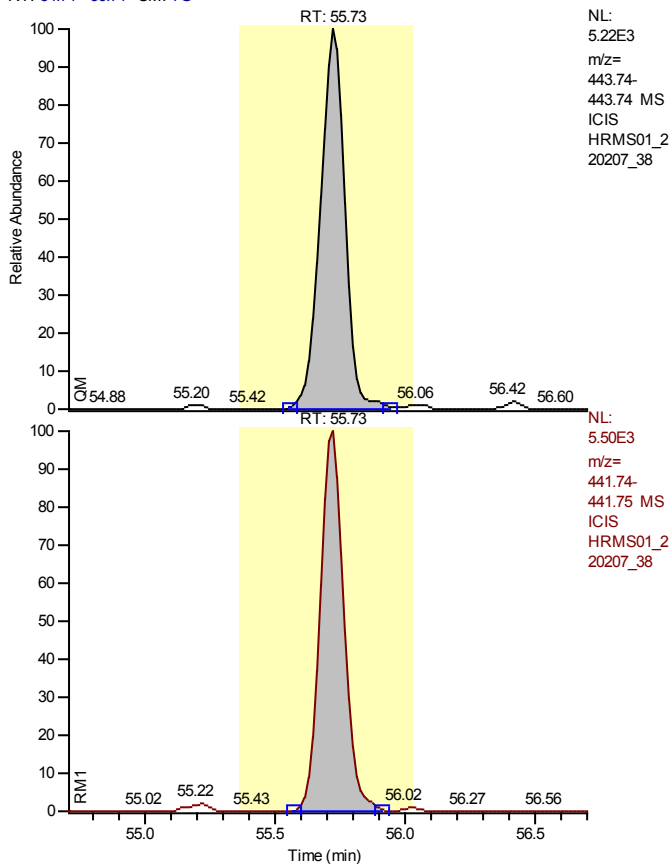 RT: 55.73
NL:
5.22E3
m/z=
443.74-
443.74 MS
ICIS
HRMS01_2
20207_38
100
90
80
70
60
50
40
30
20
10
0
Relative Abundance
QM
54.88 55.20 55.42 56.06 56.42 56.60
RT: 55.73
NL:
5.50E3
m/z=
441.74-
441.75 MS
ICIS
HRMS01_2
20207_38
100
90
80
70
60
50
40
30
20
10
0
RM1
55.02 55.22 55.43 56.02 56.27 56.56
55.0 55.5 56.0 56.5
Time (min)